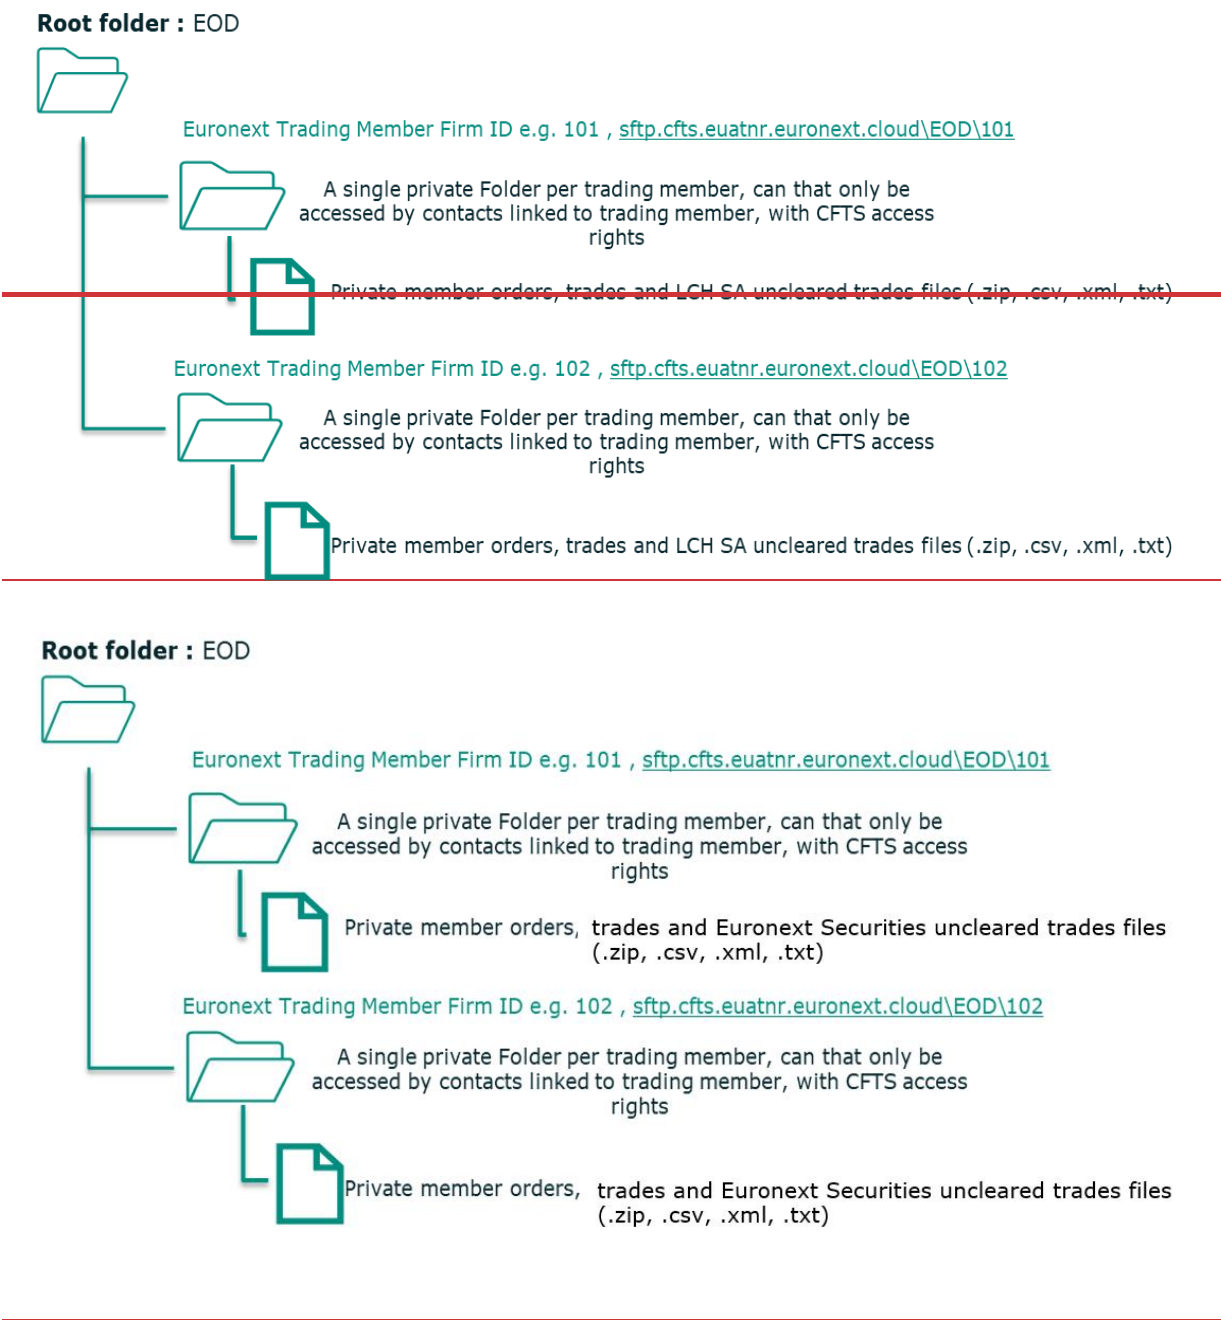 Root folder : EOD
Euronext Trading Member Firm ID e.g. 101 , sftp.cfts.euatnr.euronext.cloud\EOD\101
A single private Folder per trading member, can that only be
accessed by contacts linked to trading member, with CFTS access
rights
Private member orders, trades and LCH SA uncleared trades files (.zip, .csv, .xml, .txt)
Euronext Trading Member Firm ID e.g. 102 , sftp.cfts.euatnr.euronext.cloud\EOD\102
A single private Folder per trading member, can that only be
accessed by contacts linked to trading member, with CFTS access
rights
Private member orders, trades and LCH SA uncleared trades files (.zip, .csv, .xml, .txt)
Root folder : EOD
Euronext Trading Member Firm ID e.g. 101 , sftp.cfts.euatnr.euronext.cloud\EOD\101
A single private Folder per trading member, can that only be
accessed by contacts linked to trading member, with CFTS access
rights
Private member orders, trades and Euronext Securities uncleared trades files
(.zip, .csv, .xml, .txt)
Euronext Trading Member Firm ID e.g. 102 , sftp.cfts.euatnr.euronext.cloud\EOD\102
A single private Folder per trading member, can that only be
accessed by contacts linked to trading member, with CFTS access
rights
Private member orders, trades and Euronext Securities uncleared trades files
(.zip, .csv, .xml, .txt)